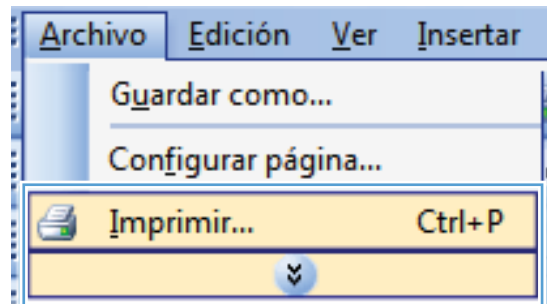 Archivo Edición Ver Insertar
Guardar como...
Configurar página...
Imprimir... Ctrl+P